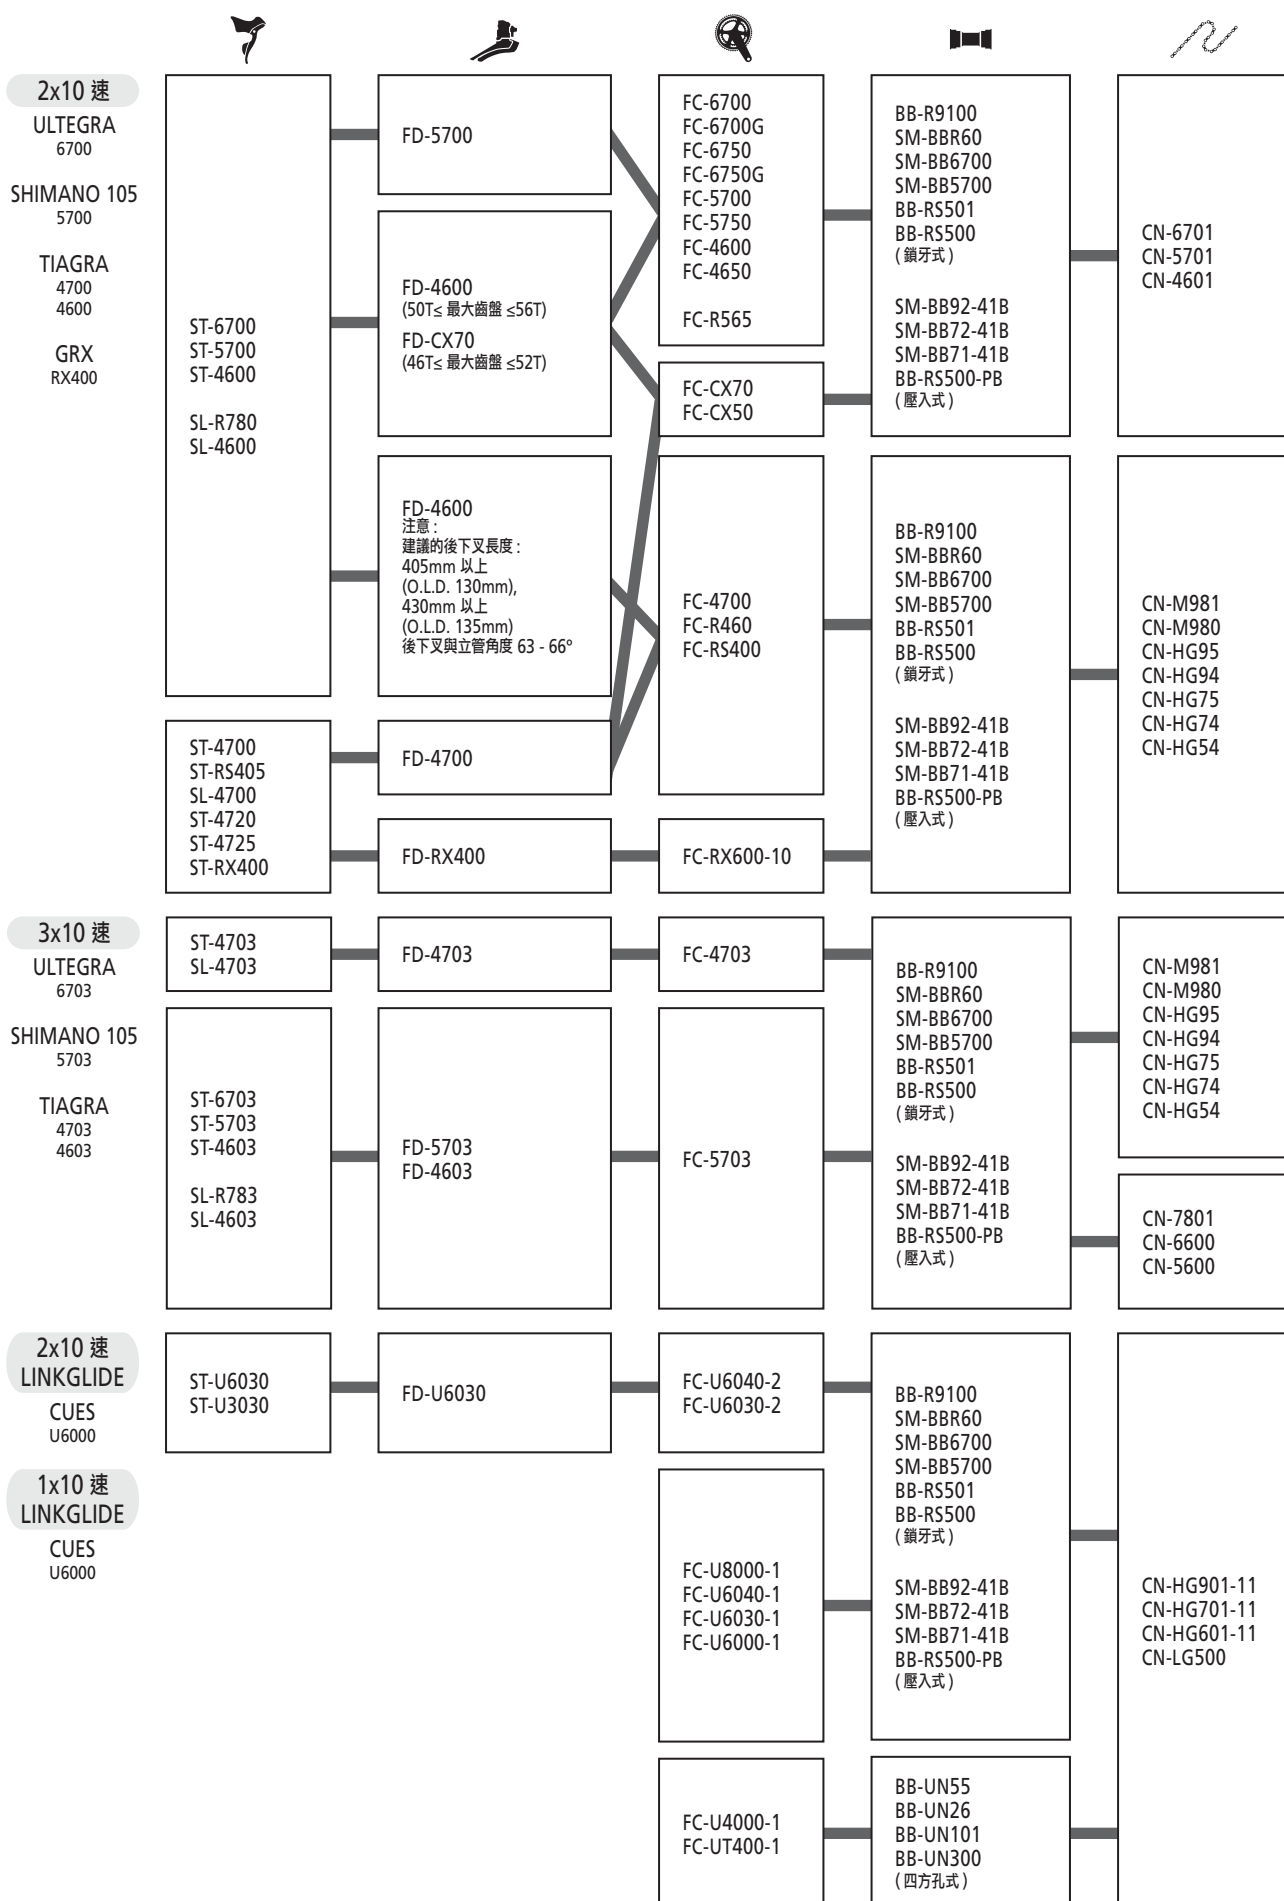 2x10 速
ULTEGRA
6700
SHIMANO 105
5700
TIAGRA
4700
4600
GRX
RX400
ST-6700
ST-5700
ST-4600
SL-R780
SL-4600
FD-5700
FD-4600
(50T≤ 最大齒盤 ≤56T)
FD-CX70
(46T≤ 最大齒盤 ≤52T)
FD-4600
注意 :
建議的後下叉長度 :
405mm 以上
(O.L.D. 130mm),
430mm 以上
(O.L.D. 135mm)
後下叉與立管角度 63 - 66º
FC-6700
FC-6700G
FC-6750
FC-6750G
FC-5700
FC-5750
FC-4600
FC-4650
FC-R565
FC-CX70
FC-CX50
BB-R9100
SM-BBR60
SM-BB6700
SM-BB5700
BB-RS501
BB-RS500
( 鎖牙式 )
SM-BB92-41B
SM-BB72-41B
SM-BB71-41B
BB-RS500-PB
( 壓入式 )
CN-6701
CN-5701
CN-4601
ST-4700
ST-RS405
SL-4700
ST-4720
ST-4725
ST-RX400
FD-4700
FD-RX400
FC-4700
FC-R460
FC-RS400
FC-RX600-10
BB-R9100
SM-BBR60
SM-BB6700
SM-BB5700
BB-RS501
BB-RS500
( 鎖牙式 )
SM-BB92-41B
SM-BB72-41B
SM-BB71-41B
BB-RS500-PB
( 壓入式 )
CN-M981
CN-M980
CN-HG95
CN-HG94
CN-HG75
CN-HG74
CN-HG54
3x10 速
ULTEGRA
6703
SHIMANO 105
5703
TIAGRA
4703
4603
ST-4703
SL-4703
FD-4703
FC-4703
ST-6703
ST-5703
ST-4603
SL-R783
SL-4603
FD-5703
FD-4603
FC-5703
BB-R9100
SM-BBR60
SM-BB6700
SM-BB5700
BB-RS501
BB-RS500
( 鎖牙式 )
SM-BB92-41B
SM-BB72-41B
SM-BB71-41B
BB-RS500-PB
( 壓入式 )
CN-M981
CN-M980
CN-HG95
CN-HG94
CN-HG75
CN-HG74
CN-HG54
CN-7801
CN-6600
CN-5600
2x10 速
LINKGLIDE
CUES
U6000
1x10 速
LINKGLIDE
CUES
U6000
ST-U6030
ST-U3030
FD-U6030
FC-U6040-2
FC-U6030-2
FC-U8000-1
FC-U6040-1
FC-U6030-1
FC-U6000-1
FC-U4000-1
FC-UT400-1
BB-R9100
SM-BBR60
SM-BB6700
SM-BB5700
BB-RS501
BB-RS500
( 鎖牙式 )
SM-BB92-41B
SM-BB72-41B
SM-BB71-41B
BB-RS500-PB
( 壓入式 )
BB-UN55
BB-UN26
BB-UN101
BB-UN300
( 四方孔式 )
CN-HG901-11
CN-HG701-11
CN-HG601-11
CN-LG500